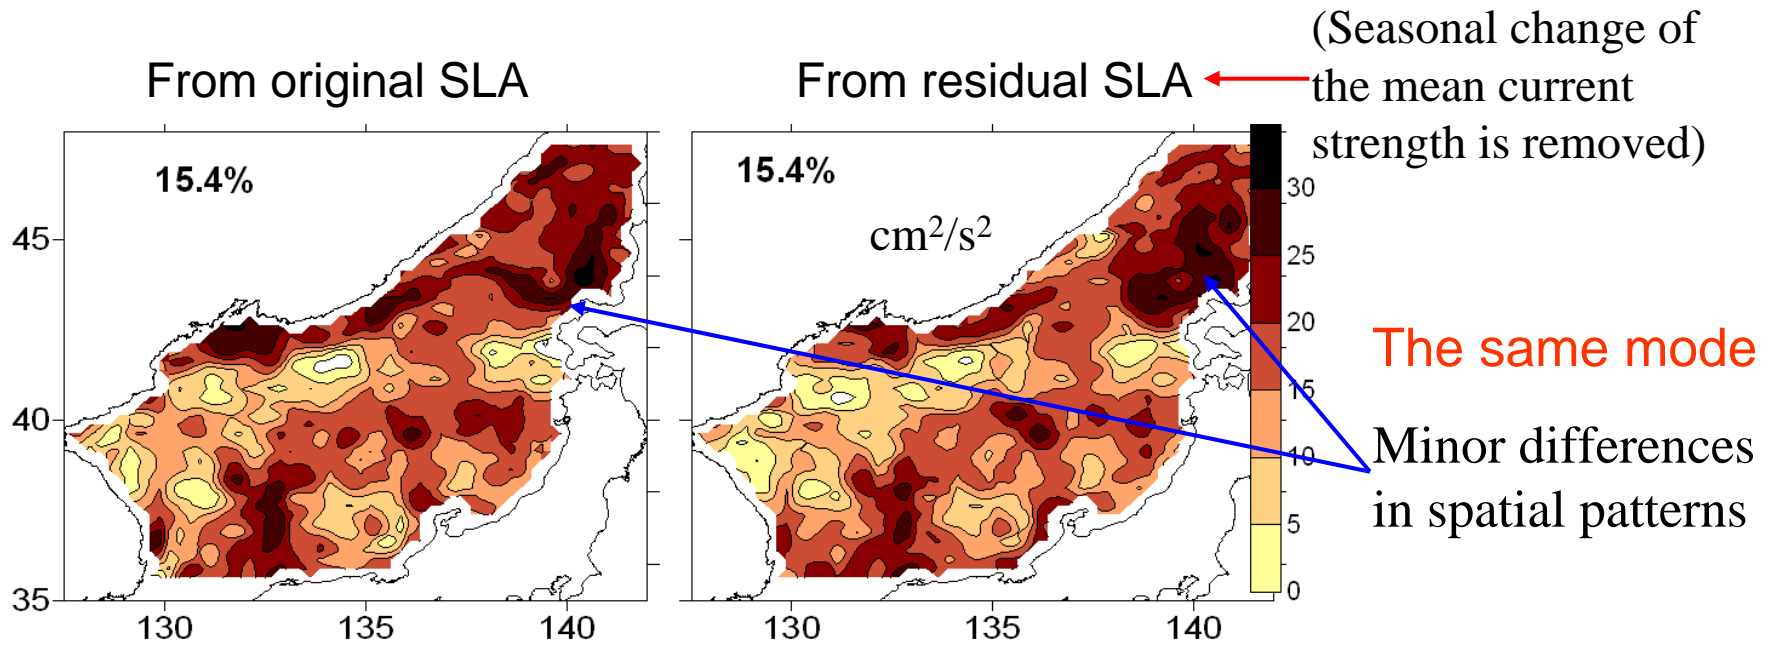 From original SLA
From residual SLA
(Seasonal change of
the mean current
strength is removed)
15.4%
15.4%
cm²/s²
45
40
35
130
135
140
130
135
140
30
25
20
15
10
5
0
The same mode
Minor differences
in spatial patterns